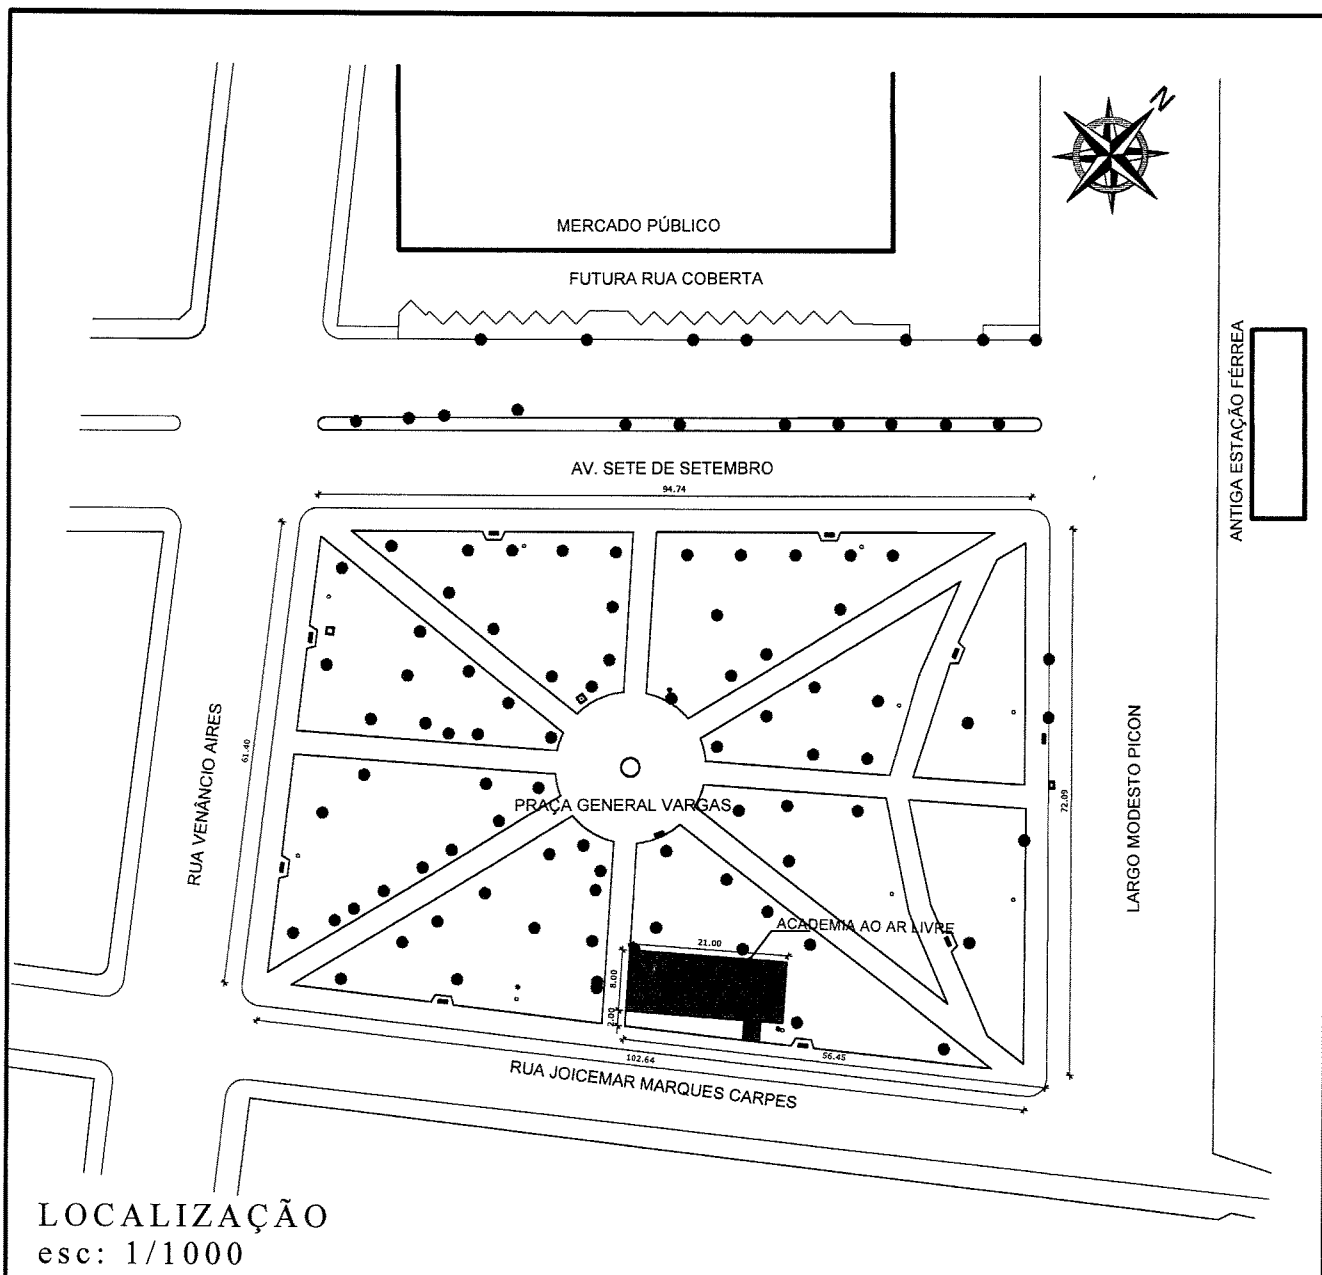 N
MERCADO PÚBLICO
FUTURA RUA COBERTA
ANTIGA ESTAÇÃO FÉRREA
AV. SETE DE SETEMBRO
94.74
RUA VENÂNCIO AIRES
61.40
PRAÇA GENERAL VARGAS
72.09
LARGO MODESTO PICON
ACADEMIA AO AR LIVRE
21.00
8.00
2.00
56.45
102.64
RUA JOICEMAR MARQUES CARPES
LOCALIZAÇÃO
esc: 1/1000